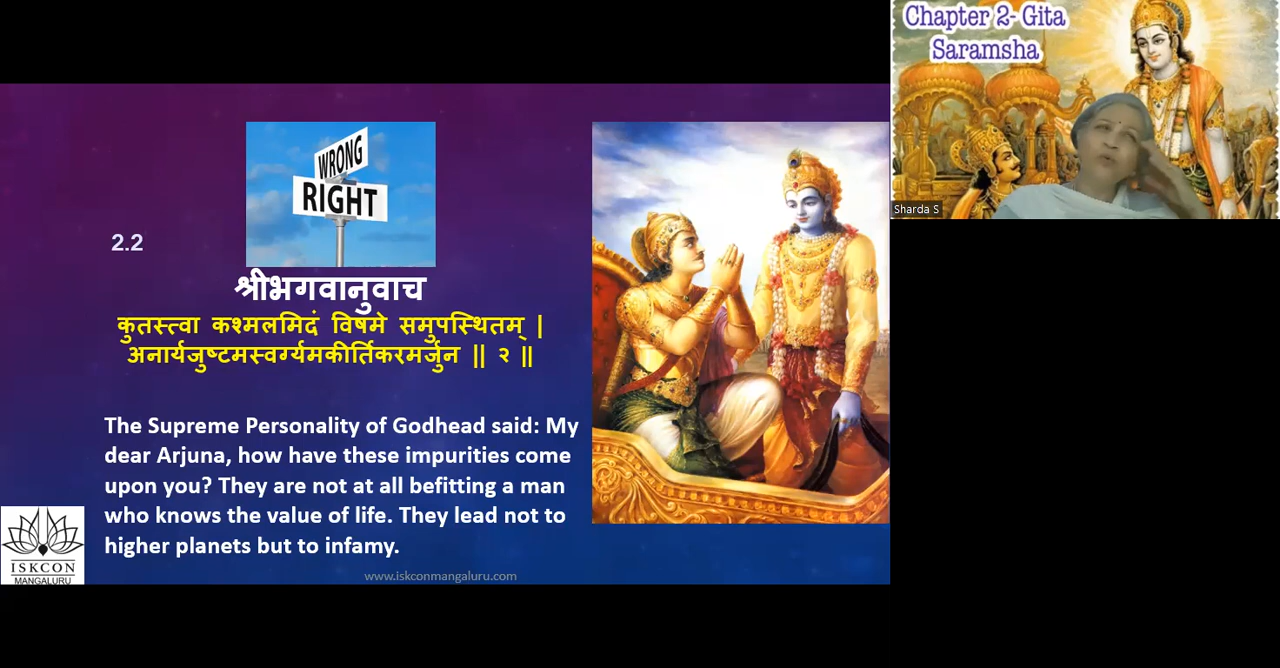 Chapter 2- Gita
Saramsha
Sharda S
WRONG
RIGHT
2.2
श्रीभगवानुवाच
कुतस्त्वा कश्मलमिदं विषमे समुपस्थितम् |
अनार्यजुष्टमस्वर्ग्यमकीर्तिकरमर्जुन || २ ||
The Supreme Personality of Godhead said: My
dear Arjuna, how have these impurities come
upon you? They are not at all befitting a man
who knows the value of life. They lead not to
higher planets but to infamy.
ISKCON
MANGALURU
www.iskconmangaluru.com